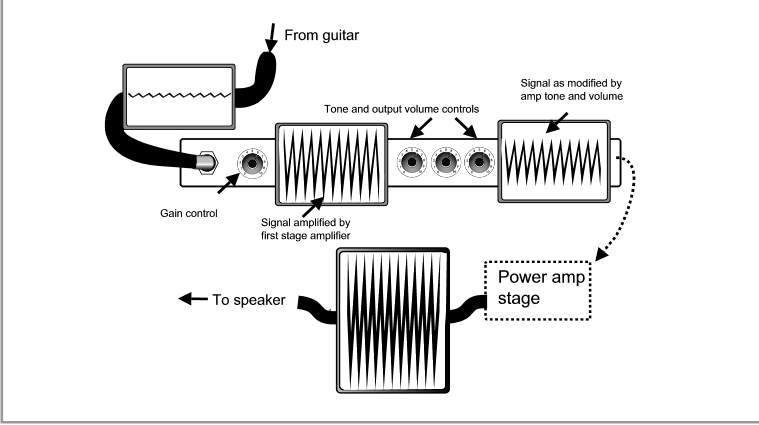 From guitar
Tone and output volume controls
Signal as modified by
amp tone and volume
Gain control
Signal amplified by
first stage amplifier
Power amp
stage
To speaker